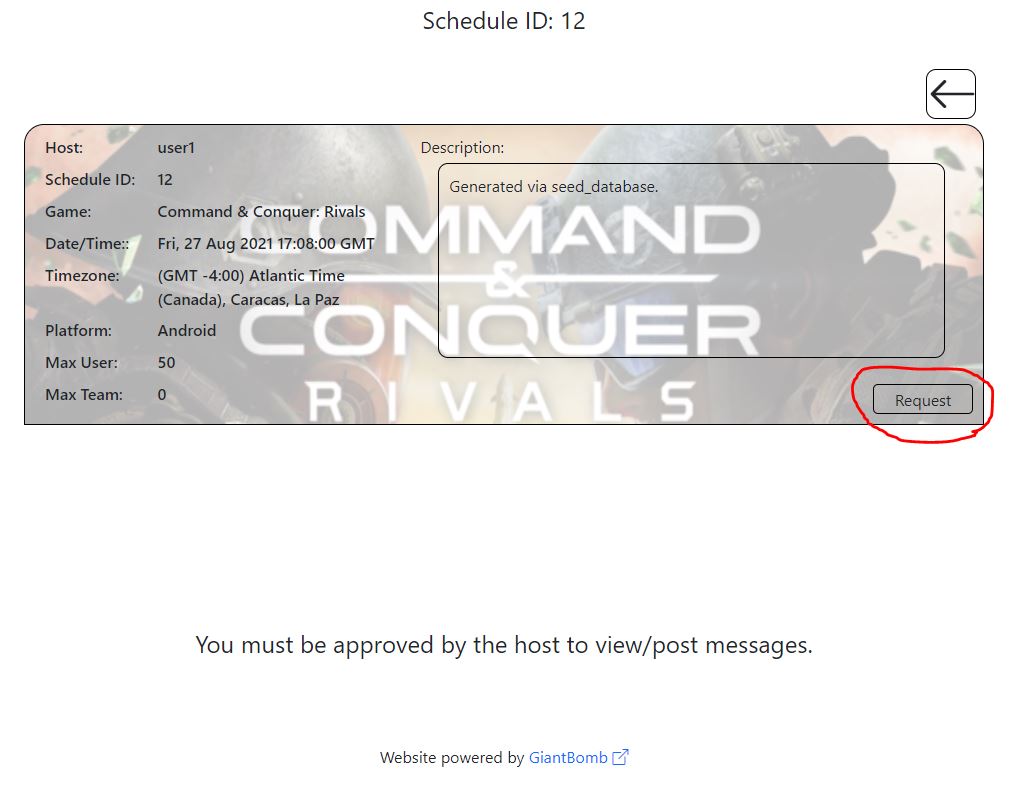 Schedule ID: 12
Host: user1
Schedule ID: 12
Game: Command & Conquer: Rivals
Date/Time:: Fri, 27 Aug 2021 17:08:00 GMT
Timezone: (GMT -4:00) Atlantic Time
(Canada), Caracas, La Paz
Platform: Android
Max User: 50
Max Team: 0
Description:
Generated via seed_database.
COMMAND
&
CONQUER
RIVALS
Request
You must be approved by the host to view/post messages.
Website powered by GiantBomb